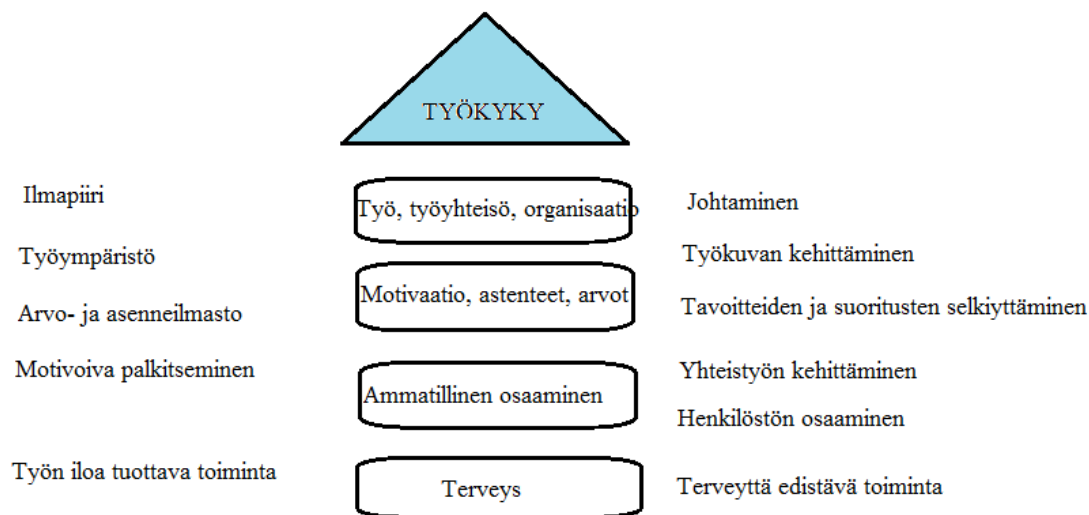 TYÖKYKY
Ilmapiiri
Työ, työyhteisö, organisaatio
Johtaminen
Työympäristö
Työkuvan kehittäminen
Motivaatio, astenteet, arvot
Arvo- ja asenneilmasto
Tavoitteiden ja suoritusten selkiyttäminen
Motivoiva palkitseminen
Yhteistyön kehittäminen
Ammatillinen osaaminen
Henkilöstön osaaminen
Työn iloa tuottava toiminta
Terveys
Terveyttä edistävä toiminta